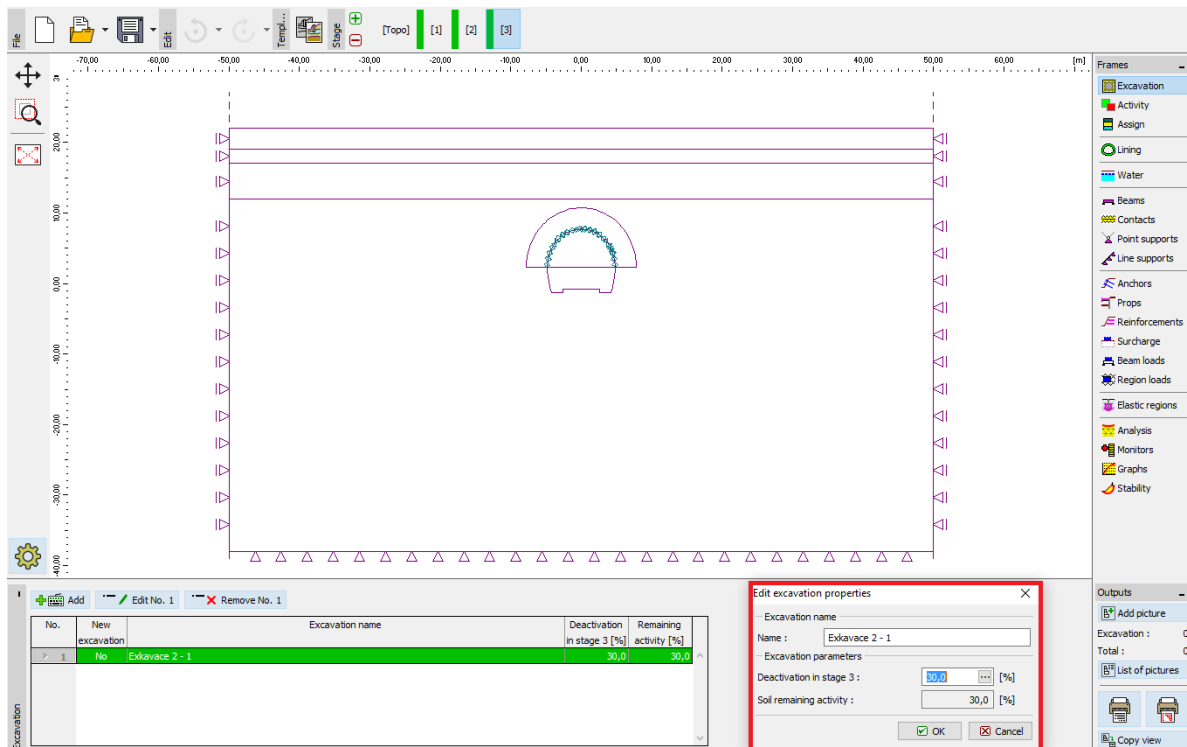 File
Edit
Templ...
Stage
[Topo]
[1]
[2]
[3]
-70,00 -60,00 -50,00 -40,00 -30,00 -20,00 -10,00 0,00 10,00 20,00 30,00 40,00 50,00 60,00 [m]
20,00
10,00
0,00
-10,00
-20,00
-30,00
-40,00
Frames
Excavation
Activity
Assign
Lining
Water
Beams
Contacts
Point supports
Line supports
Anchors
Props
Reinforcements
Surcharge
Beam loads
Region loads
Elastic regions
Analysis
Monitors
Graphs
Stability
Excavation
Add Edit No. 1 Remove No. 1
No. New Excavation name Deactivation Remaining
excavation in stage 3 [%] activity [%]
1 No Exkavace 2 - 1 30,0 30,0
Edit excavation properties
Excavation name
Name : Exkavace 2 - 1
Excavation parameters
Deactivation in stage 3 : 30,0 ... [%]
Soil remaining activity : 30,0 [%]
OK Cancel
Outputs
Add picture
Excavation : 0
Total : 0
List of pictures
Copy view